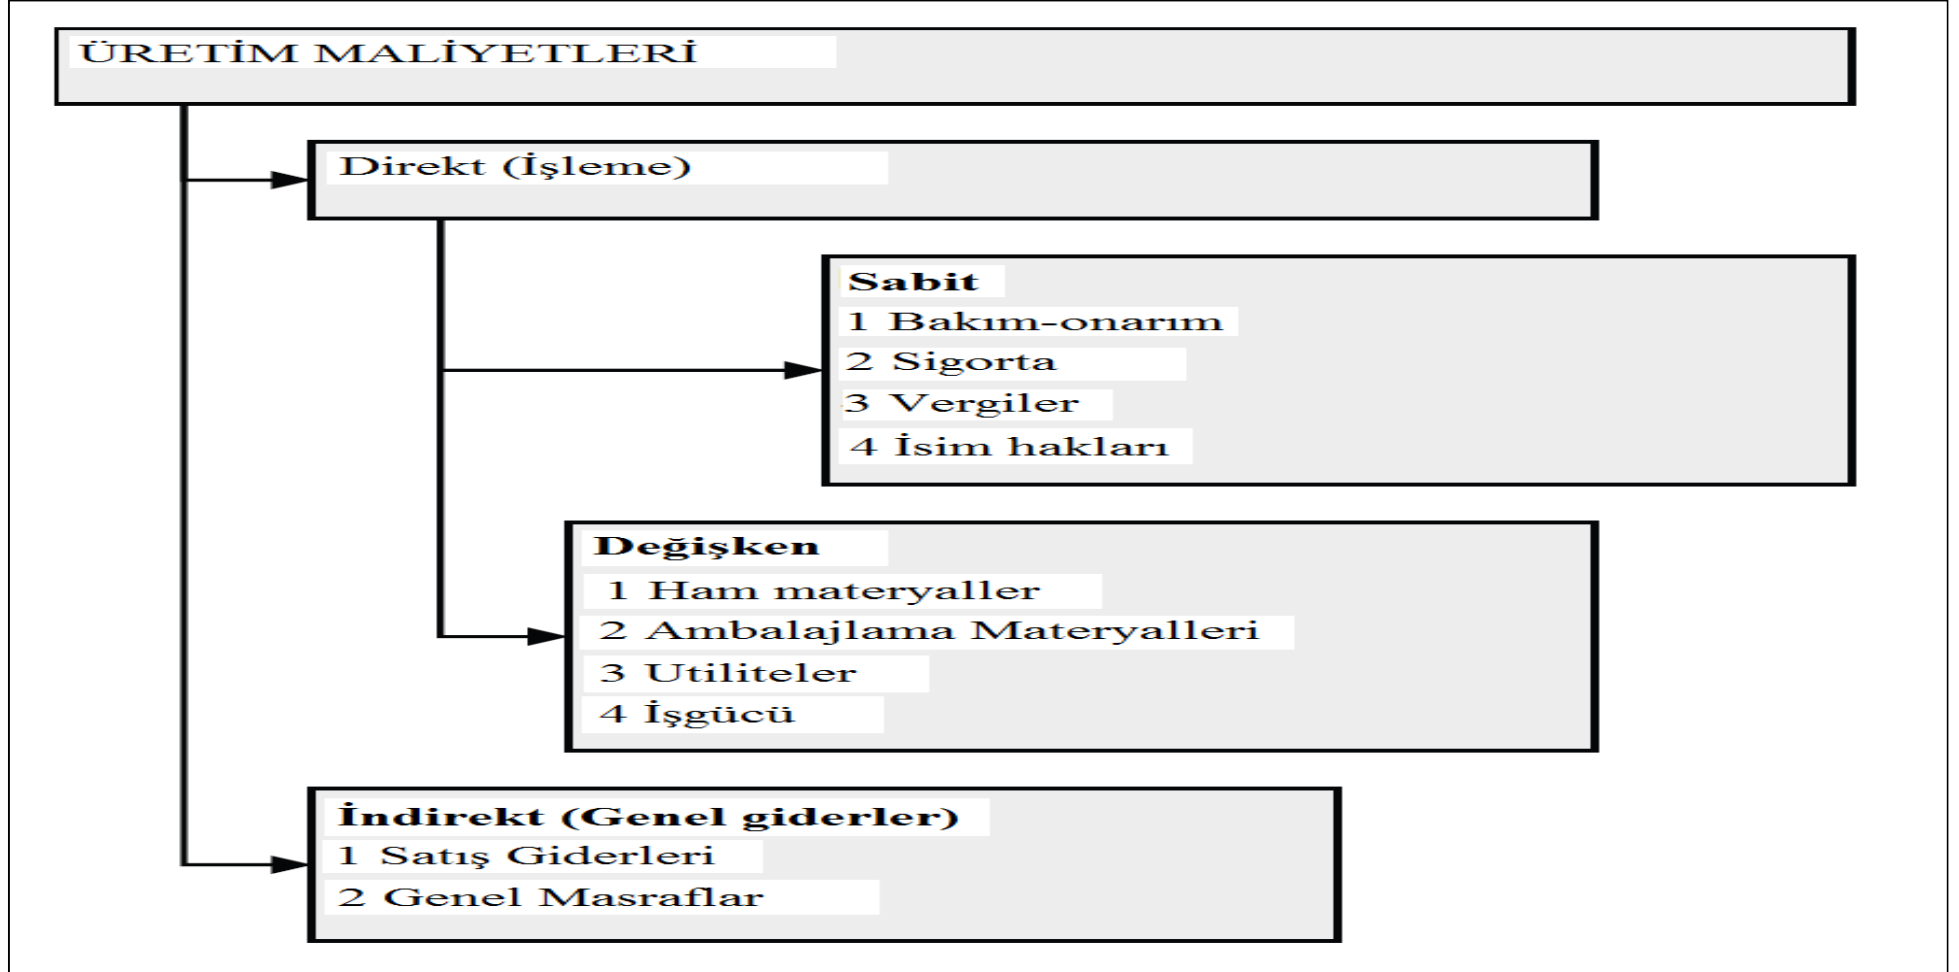 ÜRETİM MALİYETLERİ
Direkt (İşleme)
Sabit
1 Bakım-onarım
2 Sigorta
3 Vergiler
4 İsim hakları
Değişken
1 Ham materyaller
2 Ambalajlama Materyalleri
3 Utiliteler
4 İşgücü
İndirekt (Genel giderler)
1 Satış Giderleri
2 Genel Masraflar